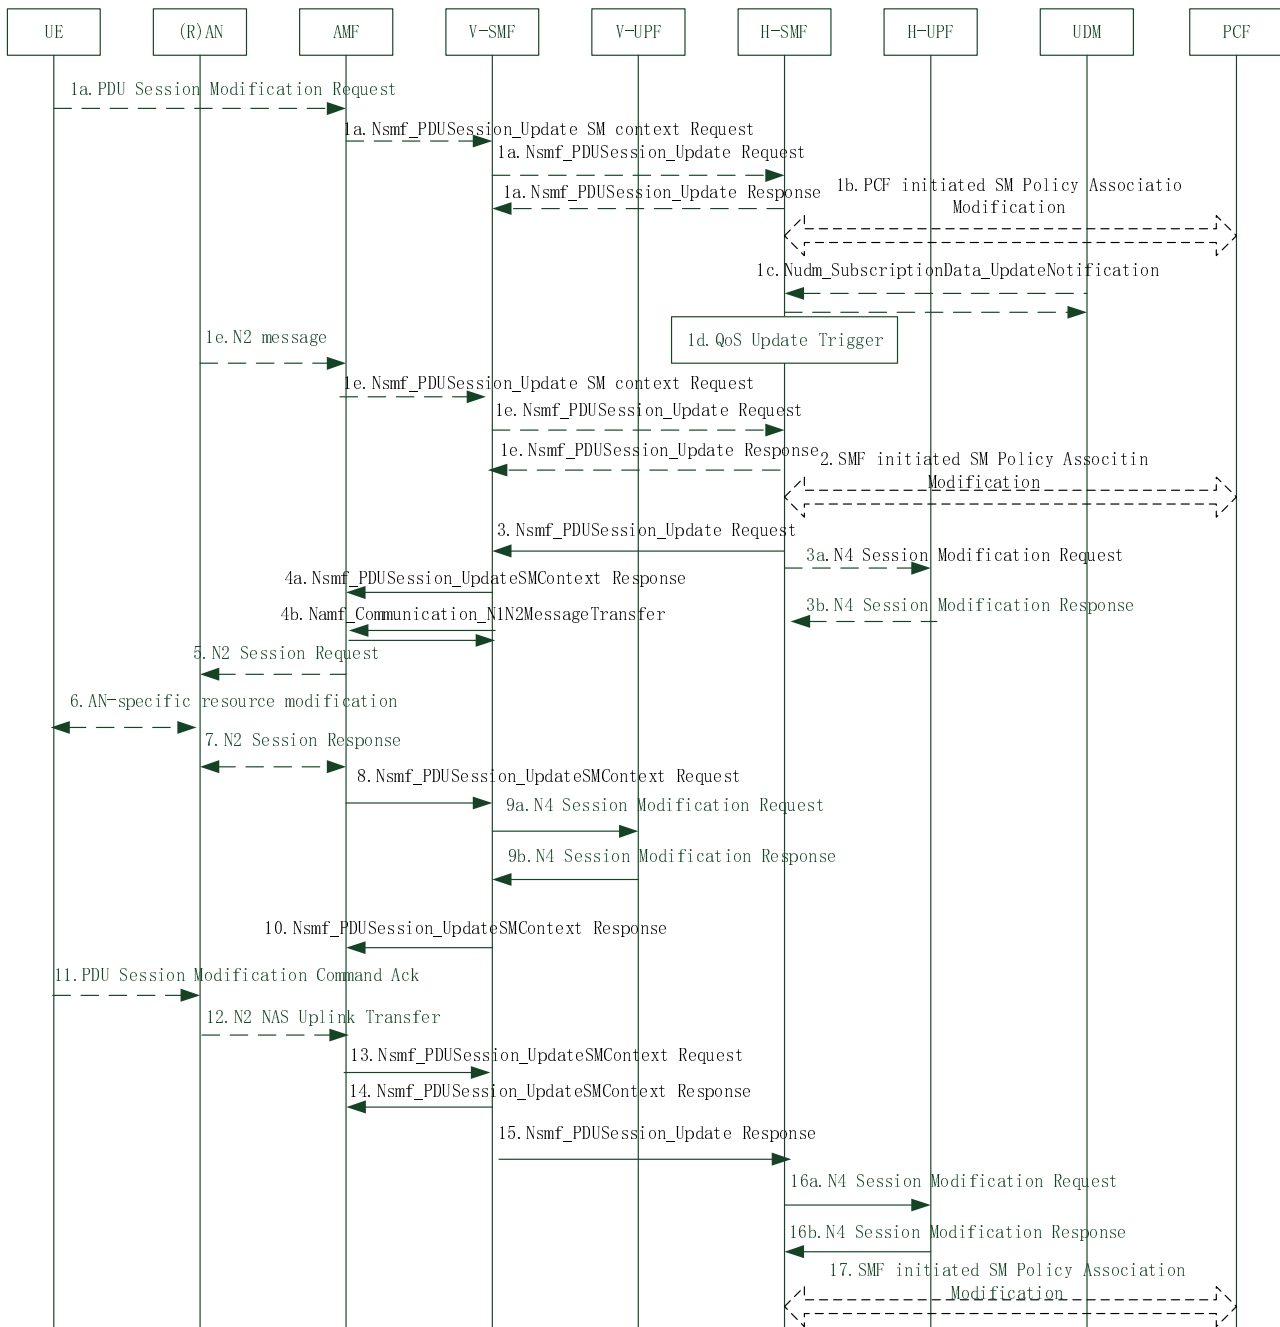 UE
(R)AN
AMF
V-SMF
V-UPF
H-SMF
H-UPF
UDM
PCF
1a.PDU Session Modification Request
1a.Nsmf_PDUSession_Update SM context Request
1a.Nsmf_PDUSession_Update Request
1a.Nsmf_PDUSession_Update Response
1b.PCF initiated SM Policy Associatio
Modification
1c.Nudm_SubscriptionData_UpdateNotification
1d.QoS Update Trigger
1e.N2 message
1e.Nsmf_PDUSession_Update SM context Request
1e.Nsmf_PDUSession_Update Request
1e.Nsmf_PDUSession_Update Response
2.SMF initiated SM Policy Associtin
Modification
3.Nsmf_PDUSession_Update Request
3a.N4 Session Modification Request
4a.Nsmf_PDUSession_UpdateSMContext Response
3b.N4 Session Modification Response
4b.Namf_Communication_N1N2MessageTransfer
5.N2 Session Request
6.AN-specific resource modification
7.N2 Session Response
8.Nsmf_PDUSession_UpdateSMContext Request
9a.N4 Session Modification Request
9b.N4 Session Modification Response
10.Nsmf_PDUSession_UpdateSMContext Response
11.PDU Session Modification Command Ack
12.N2 NAS Uplink Transfer
13.Nsmf_PDUSession_UpdateSMContext Request
14.Nsmf_PDUSession_UpdateSMContext Response
15.Nsmf_PDUSession_Update Response
16a.N4 Session Modification Request
16b.N4 Session Modification Response
17.SMF initiated SM Policy Association
Modification